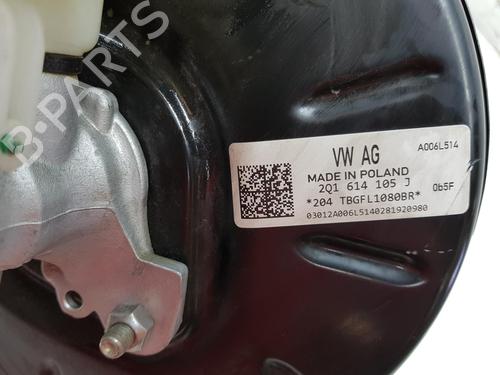 B-PARTS
VW AG
A006L514
MADE IN POLAND
2Q1 614 105 J
0b5F
*204 TBGFL1080BR*
03012A006L5140281920980